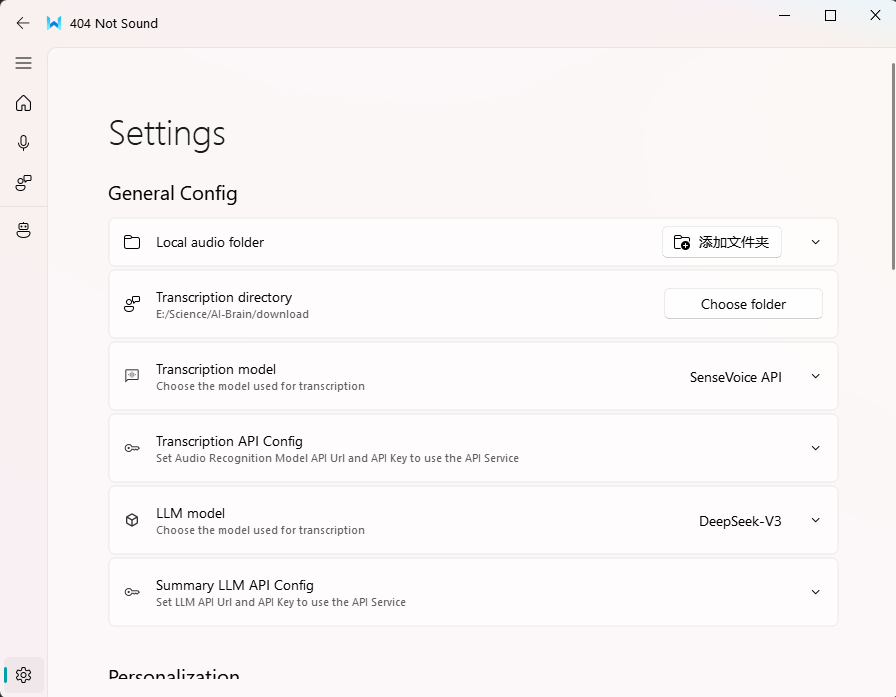 404 Not Sound
Settings
General Config
Local audio folder
添加文件夹
Transcription directory
E:/Science/AI-Brain/download
Choose folder
Transcription model
Choose the model used for transcription
SenseVoice API
Transcription API Config
Set Audio Recognition Model API Url and API Key to use the API Service
LLM model
Choose the model used for transcription
DeepSeek-V3
Summary LLM API Config
Set LLM API Url and API Key to use the API Service
Personalization